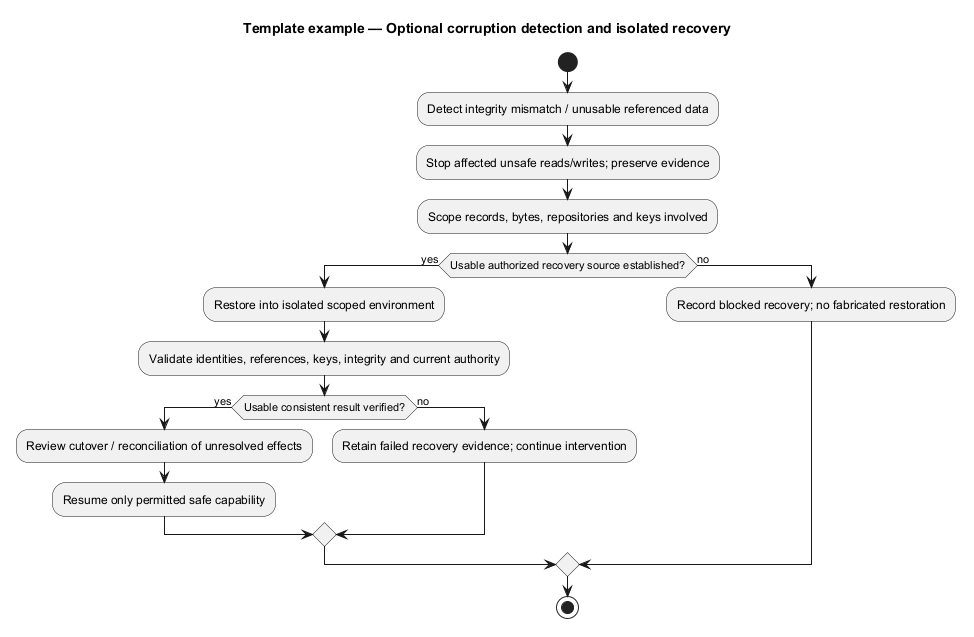 Template example — Optional corruption detection and isolated recovery
Detect integrity mismatch / unusable referenced data
Stop affected unsafe reads/writes; preserve evidence
Scope records, bytes, repositories and keys involved
yes
Usable authorized recovery source established?
no
Restore into isolated scoped environment
Record blocked recovery; no fabricated restoration
Validate identities, references, keys, integrity and current authority
yes
Usable consistent result verified?
no
Review cutover / reconciliation of unresolved effects
Retain failed recovery evidence; continue intervention
Resume only permitted safe capability